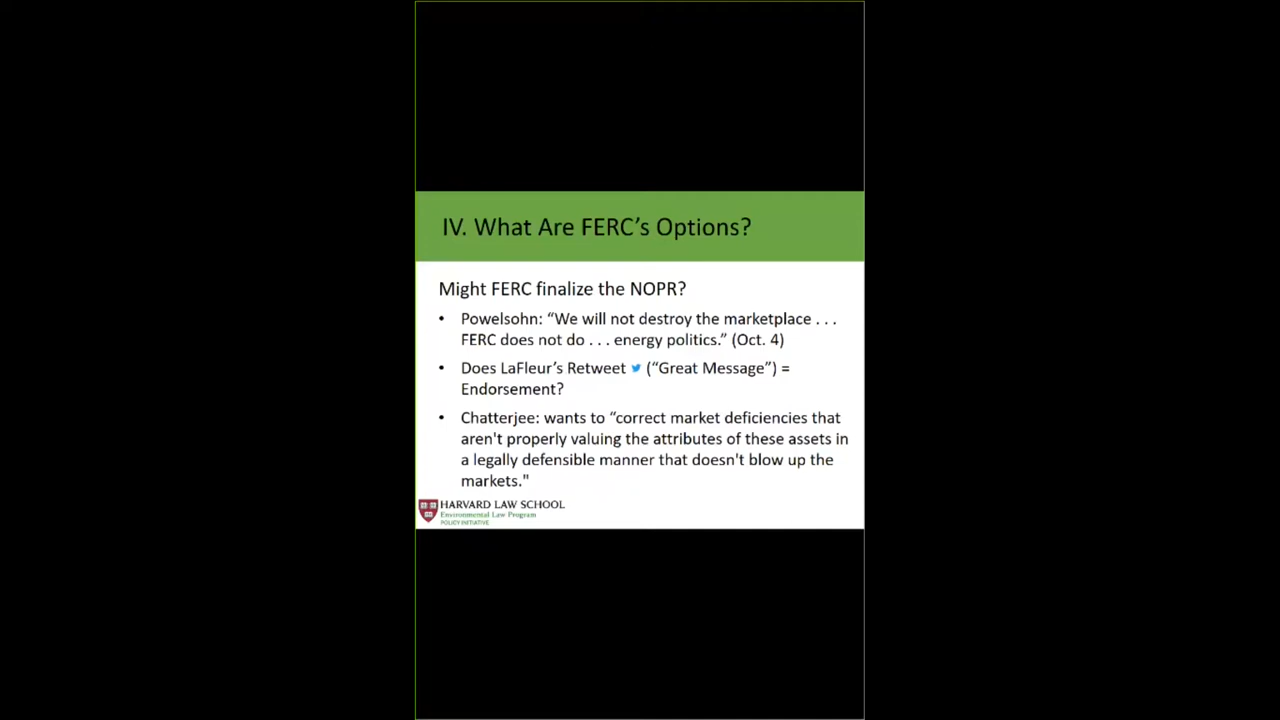 IV. What Are FERC’s Options?
Might FERC finalize the NOPR?
• Powelsohn: “We will not destroy the marketplace . . .
FERC does not do . . . energy politics.” (Oct. 4)
• Does LaFleur’s Retweet (“Great Message”) =
Endorsement?
• Chatterjee: wants to “correct market deficiencies that
aren't properly valuing the attributes of these assets in
a legally defensible manner that doesn't blow up the
markets."
HARVARD LAW SCHOOL
Environmental Law Program
POLICY INITIATIVE